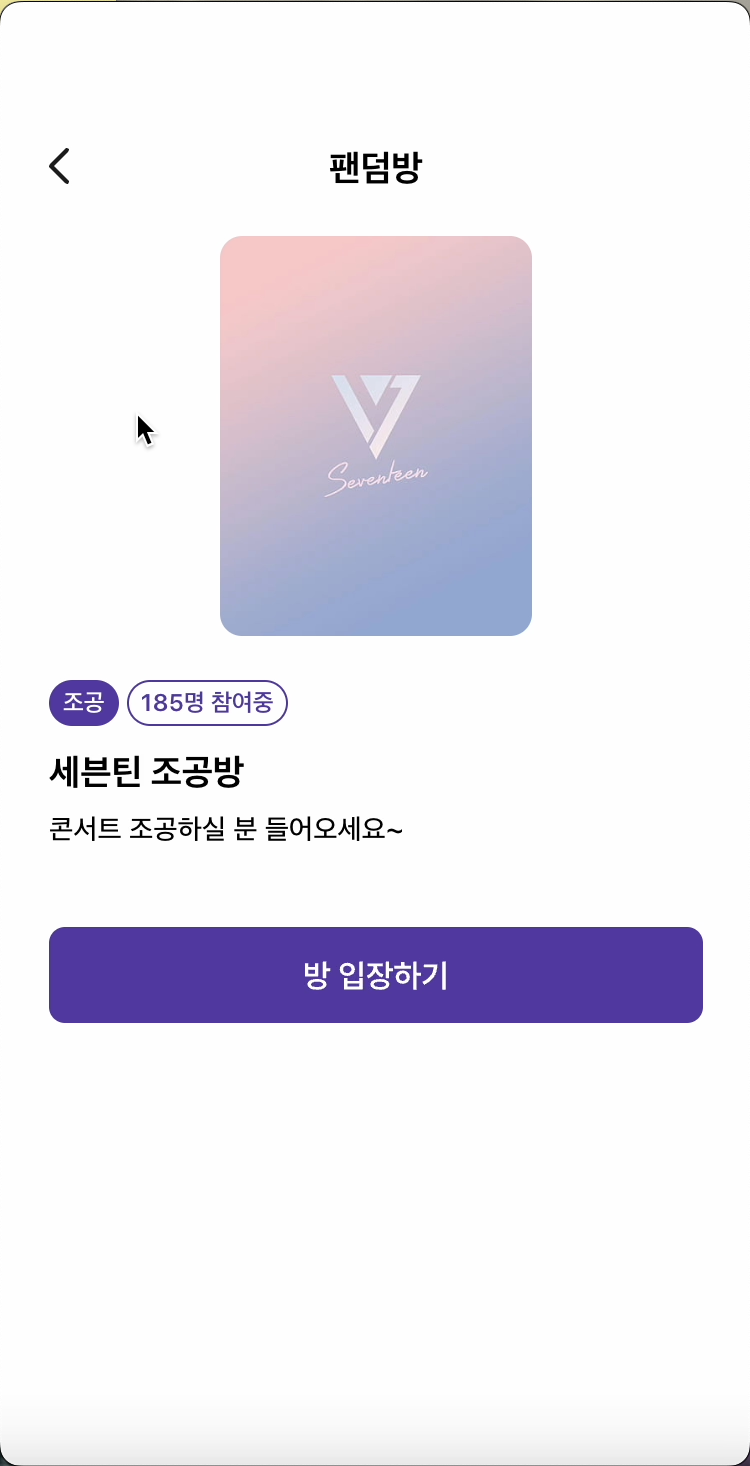 팬덤방
Seventeen
조공
185명 참여중
세븐틴 조공방
콘서트 조공하실 분 들어오세요~
방 입장하기